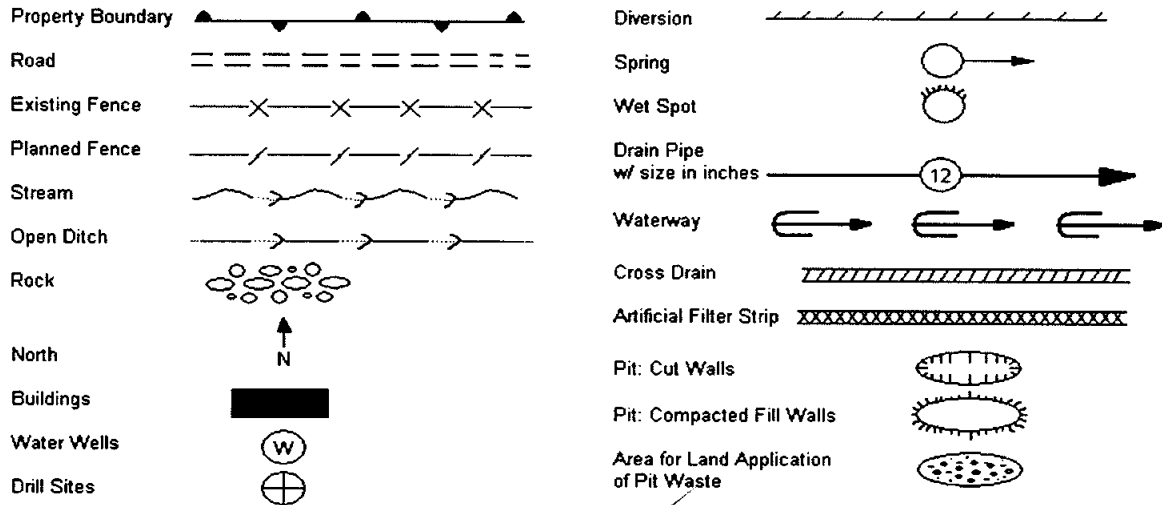 Property Boundary
Road
Existing Fence
Planned Fence
Stream
Open Ditch
Rock
N
North
Buildings
Water Wells
W
Drill Sites
Diversion
Spring
Wet Spot
Drain Pipe
w/ size in inches
12
Waterway
Cross Drain
Artificial Filter Strip
Pit: Cut Walls
Pit: Compacted Fill Walls
Area for Land Application
of Pit Waste